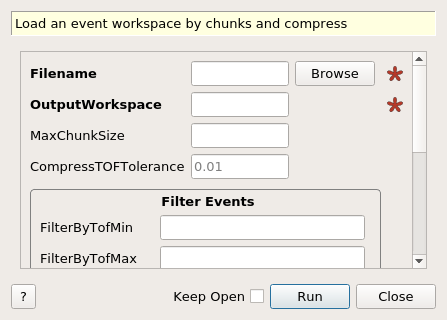 Load an event workspace by chunks and compress
Filename Browse *
OutputWorkspace *
MaxChunkSize
CompressTOFTolerance 0.01
Filter Events
FilterByTofMin
FilterByTofMax
? Keep Open Run Close